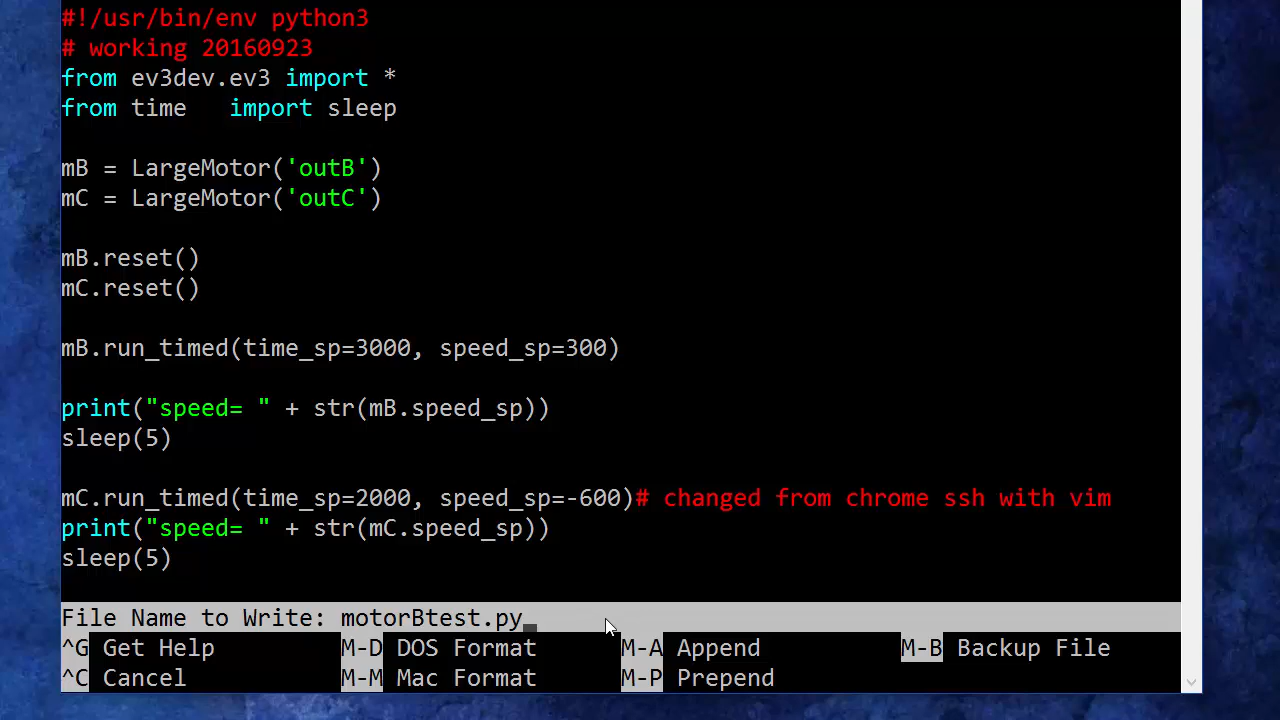 #!/usr/bin/env python3
# working 20160923
from ev3dev.ev3 import *
from time   import sleep
mB = LargeMotor('outB')
mC = LargeMotor('outC')
mB.reset()
mC.reset()
mB.run_timed(time_sp=3000, speed_sp=300)
print("speed= " + str(mB.speed_sp))
sleep(5)
mC.run_timed(time_sp=2000, speed_sp=-600)# changed from chrome ssh with vim
print("speed= " + str(mC.speed_sp))
sleep(5)
File Name to Write: motorBtest.py
^G Get Help M-D DOS Format M-A Append M-B Backup File
^C Cancel M-M Mac Format M-P Prepend